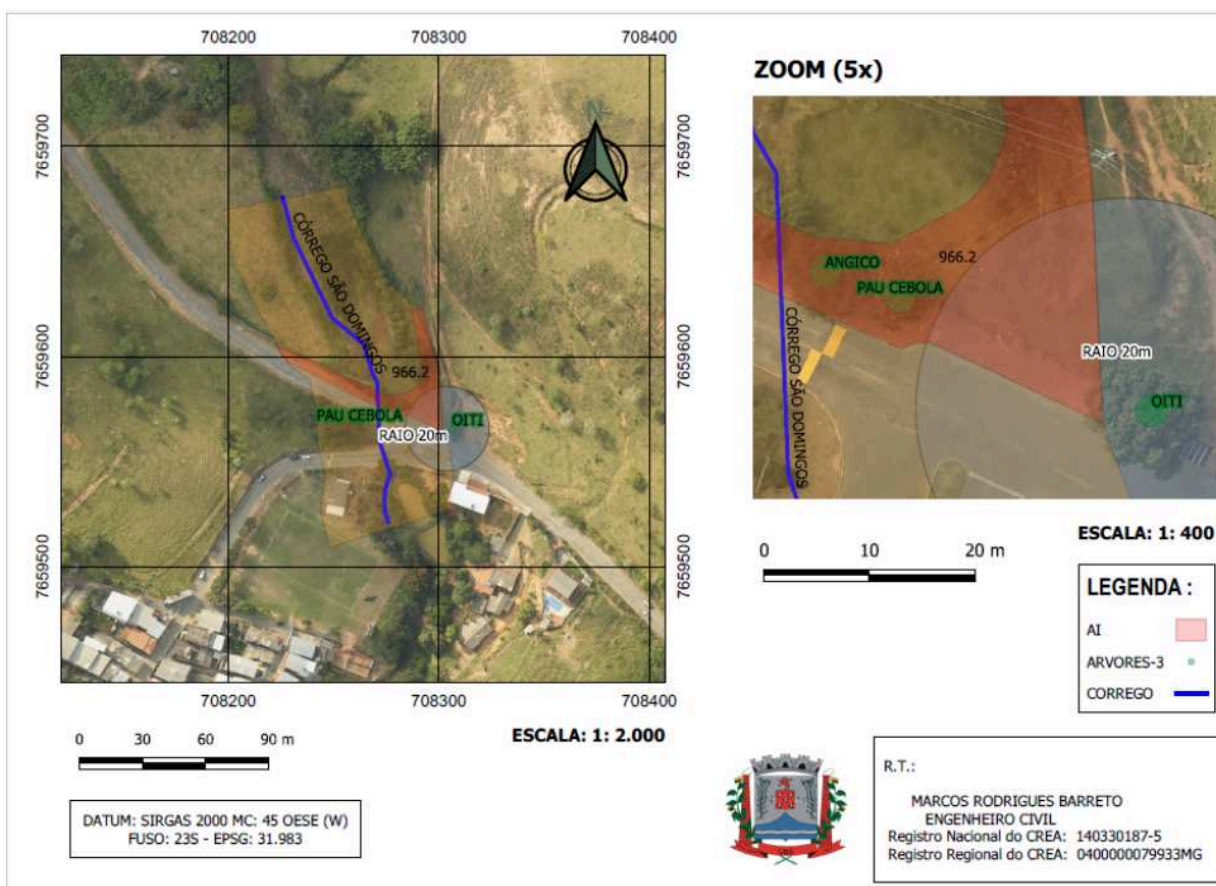 708200
708300
708400
7659700
7659700
CÓRREGO SÃO DOMINGOS
7659600
7659600
966.2
PAU CEBOLA
OITI
RAIO 20m
7659500
7659500
708200
708300
708400
0 30 60 90 m
ESCALA: 1: 2.000
DATUM: SIRGAS 2000 MC: 45 OESE (W)
FUSO: 23S - EPSG: 31.983
ZOOM (5x)
ANGICO
966.2
PAU CEBOLA
CÓRREGO SÃO DOMINGOS
RAIO 20m
OITI
ESCALA: 1: 400
0 10 20 m
LEGENDA :
AI
ARVORES-3
CORREGO
R.T.:
MARCOS RODRIGUES BARRETO
ENGENHEIRO CIVIL
Registro Nacional do CREA: 140330187-5
Registro Regional do CREA: 0400000079933MG